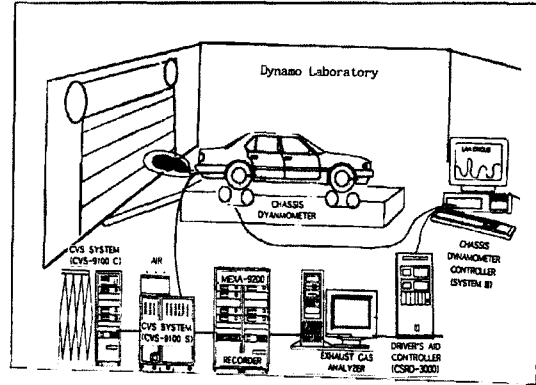 Dynamo Laboratory
CHASSIS
DYANMOMETER
CHASSIS
DYNAMOMETER
CONTROLLER
(SYSTEM III)
CVS SYSTEM
(CVS-9100 C)
AIR
CVS SYSTEM
(CVS-9100 S)
MEXA-9200
RECORDER
EXHAUST GAS
ANALYZER
DRIVER'S AID
CONTROLLER
(CSRD-3000)